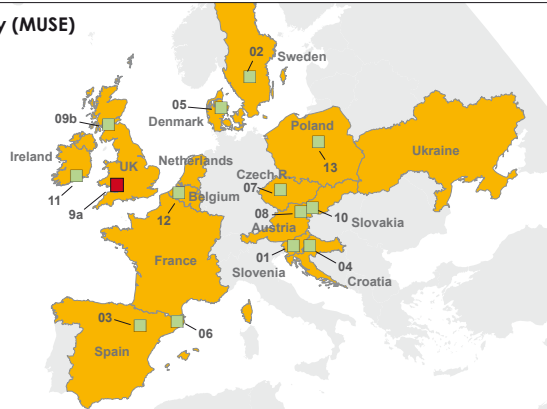 y (MUSE)
02
Sweden
05
Denmark
09b
Poland
13
Ukraine
Ireland
UK
Netherlands
Czech R.
07
11
9a
Belgium
12
08
Austria
10
Slovakia
01
04
Slovenia
Croatia
France
03
06
Spain